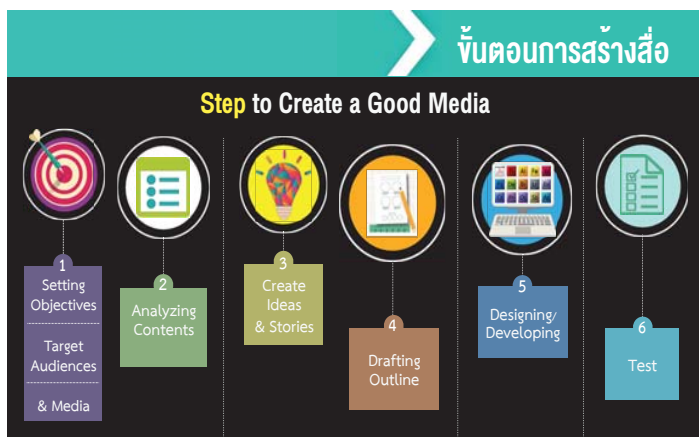 ขั้นตอนการสร้างสื่อ
Step to Create a Good Media
1
Setting
Objectives
Target
Audiences
& Media
2
Analyzing
Contents
3
Create
Ideas
& Stories
4
Drafting
Outline
5
Designing/
Developing
6
Test